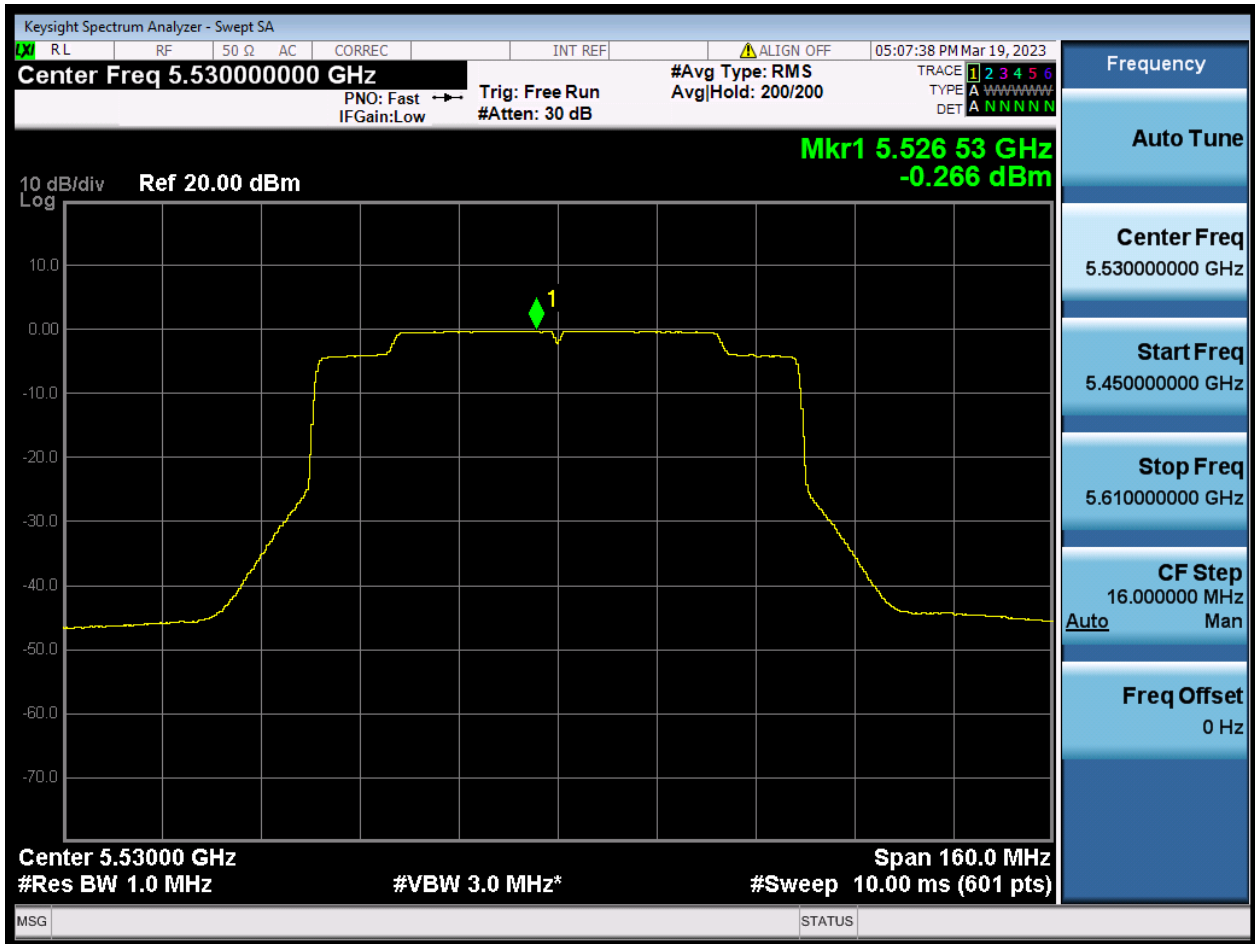 Keysight Spectrum Analyzer - Swept SA
LXI RL RF 50 Ω AC CORREC INT REF ALIGN OFF 05:07:38 PM Mar 19, 2023
Center Freq 5.530000000 GHz
PNO: Fast
IFGain:Low
Trig: Free Run
#Atten: 30 dB
#Avg Type: RMS
Avg|Hold: 200/200
TRACE 1 2 3 4 5 6
TYPE A WWWWW
DET A N N N N N
Mkr1 5.526 53 GHz
-0.266 dBm
10 dB/div Ref 20.00 dBm
Log
10.0
0.00
-10.0
-20.0
-30.0
-40.0
-50.0
-60.0
-70.0
1
Center 5.53000 GHz Span 160.0 MHz
#Res BW 1.0 MHz #VBW 3.0 MHz* #Sweep 10.00 ms (601 pts)
MSG STATUS
Frequency
Auto Tune
Center Freq
5.530000000 GHz
Start Freq
5.450000000 GHz
Stop Freq
5.610000000 GHz
CF Step
16.000000 MHz
Auto Man
Freq Offset
0 Hz